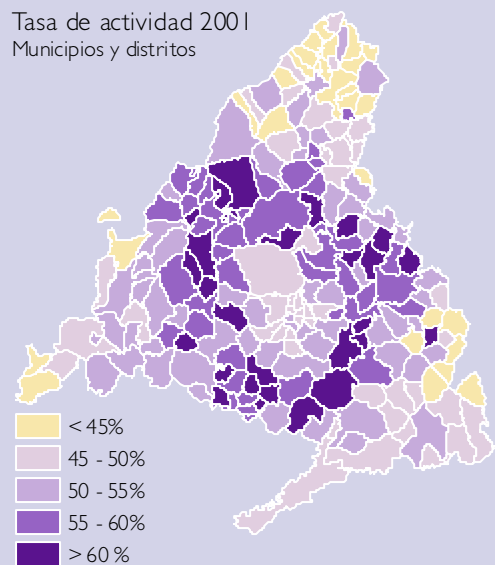 Tasa de actividad 2001
Municipios y distritos
< 45%
45 - 50%
50 - 55%
55 - 60%
> 60 %